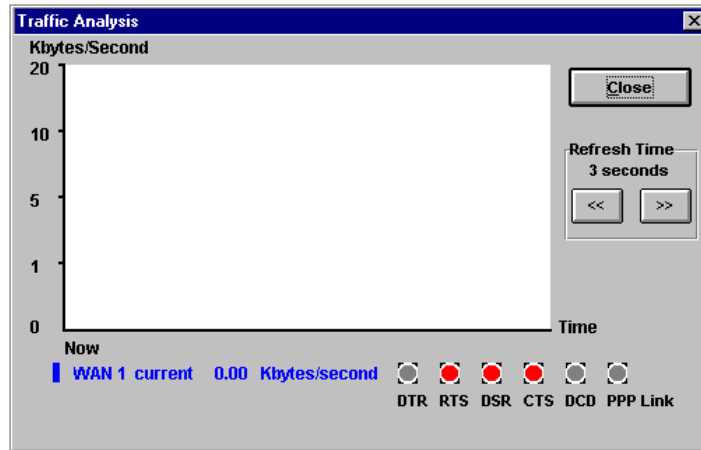 Traffic Analysis
Kbytes/Second
20
10
5
1
0
Time
Now
Close
Refresh Time
3 seconds
<<
>>
WAN 1 current 0.00 Kbytes/second
DTR RTS DSR CTS DCD PPP Link